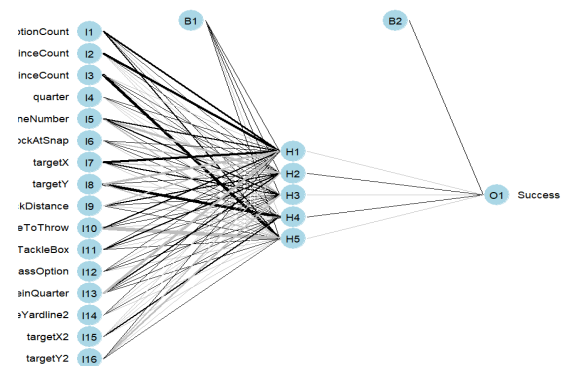 ptionCount I1 B1 B2
inceCount I2
inceCount I3
quarter I4
neNumber I5
ockAtSnap I6
H1
targetX I7
H2
targetY I8
H3 O1 Success
kDistance I9
H4
eToThrow I10
H5
TackleBox I11
assOption I12
einQuarter I13
eYardline2 I14
targetX2 I15
targetY2 I16